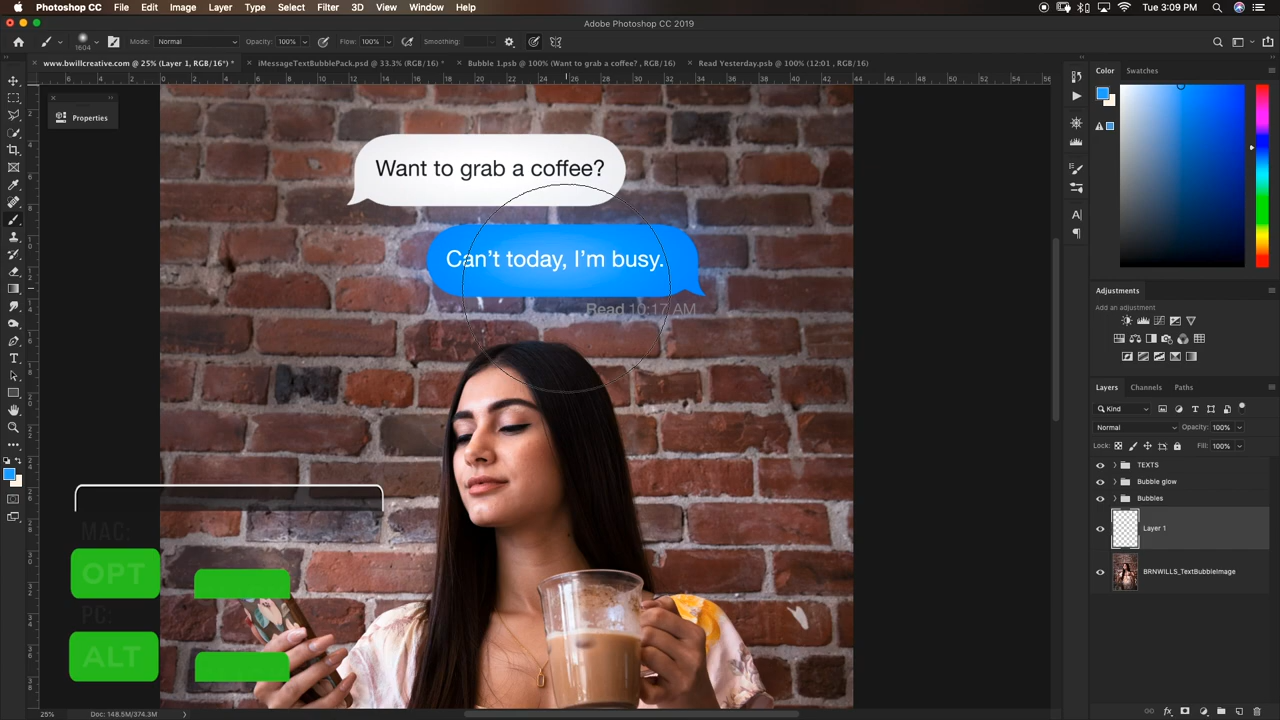 Photoshop CC File Edit Image Layer Type Select Filter 3D View Window Help
Tue 3:09 PM
Adobe Photoshop CC 2019
1604 Mode: Normal Opacity: 100% Flow: 100% Smoothing:
www.bwillcreative.com @ 25% (Layer 1, RGB/16*) *
iMessageTextBubblePack.psd @ 33.3% (RGB/16) *
Bubble 1.psb @ 100% (Want to grab a coffee? , RGB/16)
Read Yesterday.psb @ 100% (12:01 , RGB/16)
Properties
Want to grab a coffee?
Can’t today, I’m busy.
Read 10:17 AM
MAC:
OPT
PC:
ALT
25% Doc: 148.5M/374.3M
Color Swatches
Adjustments
Add an adjustment
Layers Channels Paths
Kind
Normal Opacity: 100%
Lock: Fill: 100%
TEXTS
Bubble glow
Bubbles
Layer 1
BRNWILLS_TextBubbleImage